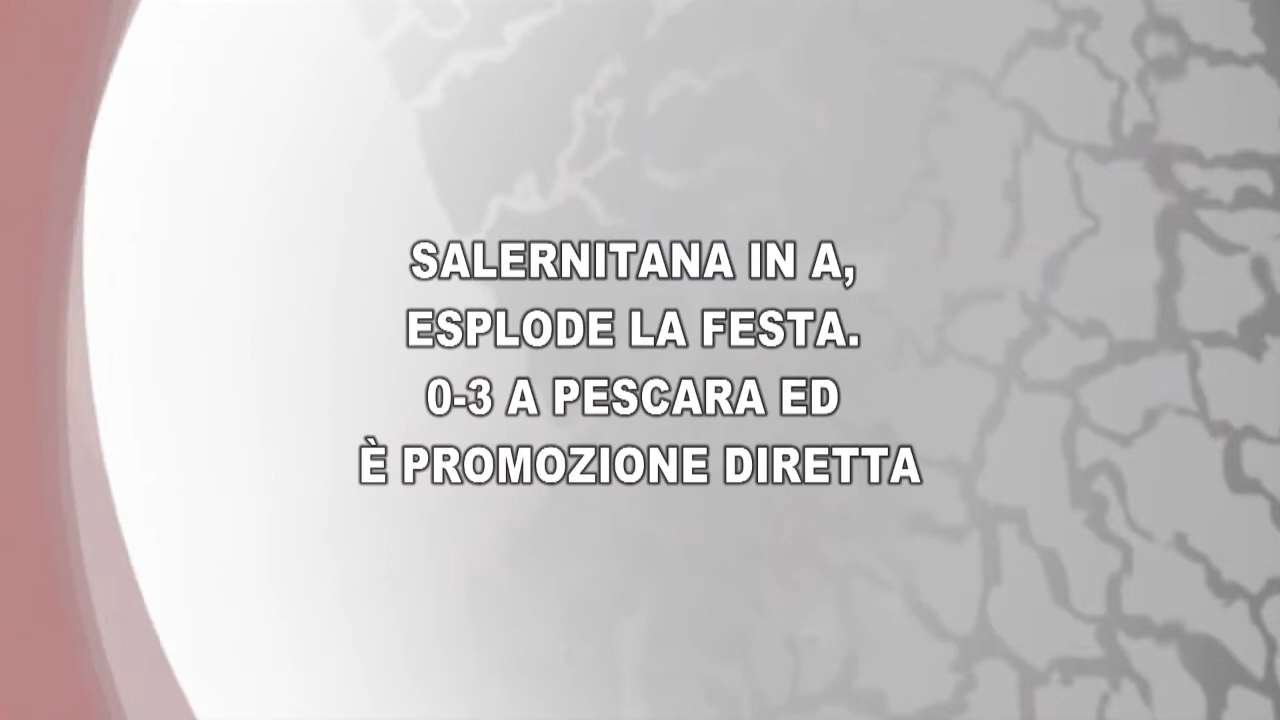 SALERNITANA IN A,
ESPLODE LA FESTA.
0-3 A PESCARA ED
È PROMOZIONE DIRETTA